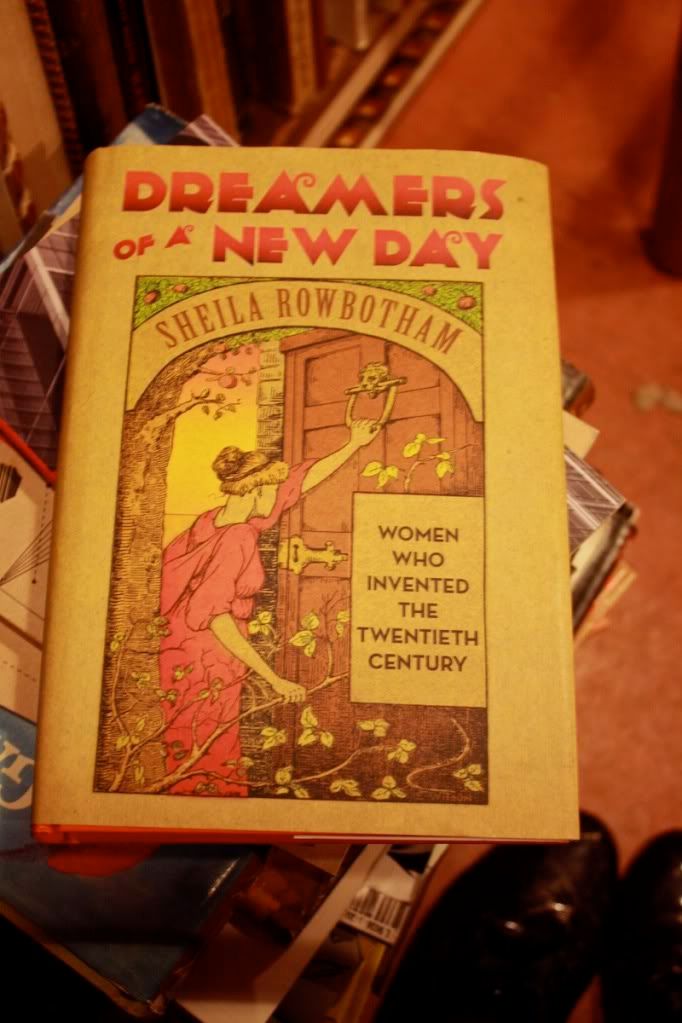 DREAMERS
OF A NEW DAY
SHEILA ROWBOTHAM
WOMEN
WHO
INVENTED
THE
TWENTIETH
CENTURY